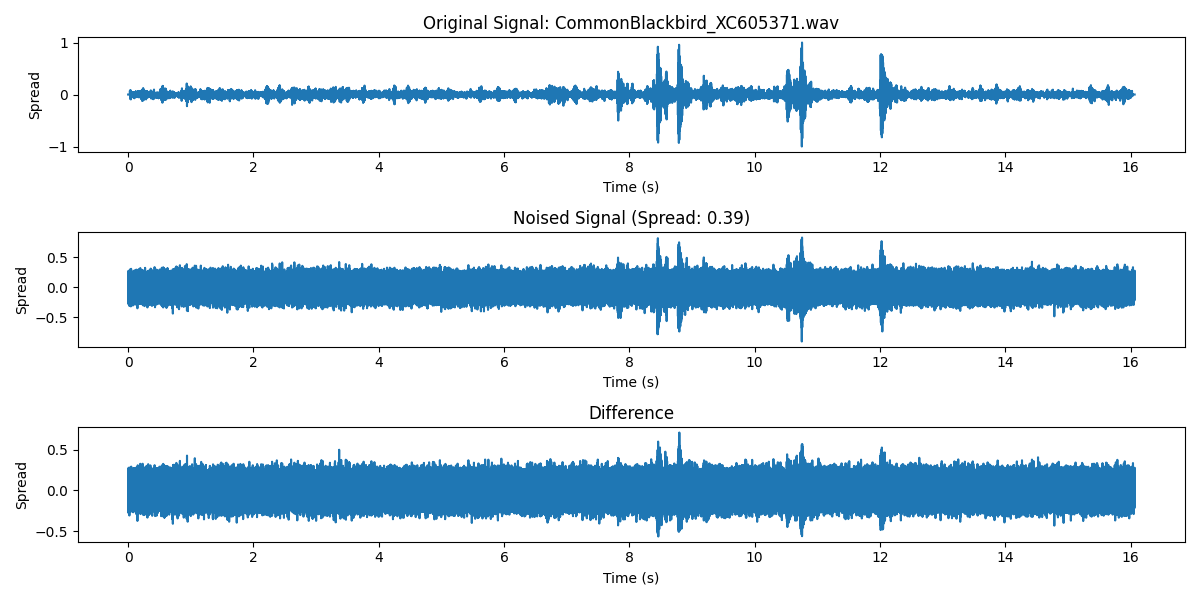 Original Signal: CommonBlackbird_XC605371.wav
1
0
−1
Spread
0 2 4 6 8 10 12 14 16
Time (s)
Noised Signal (Spread: 0.39)
0.5
0.0
−0.5
Spread
0 2 4 6 8 10 12 14 16
Time (s)
Difference
0.5
0.0
−0.5
Spread
0 2 4 6 8 10 12 14 16
Time (s)